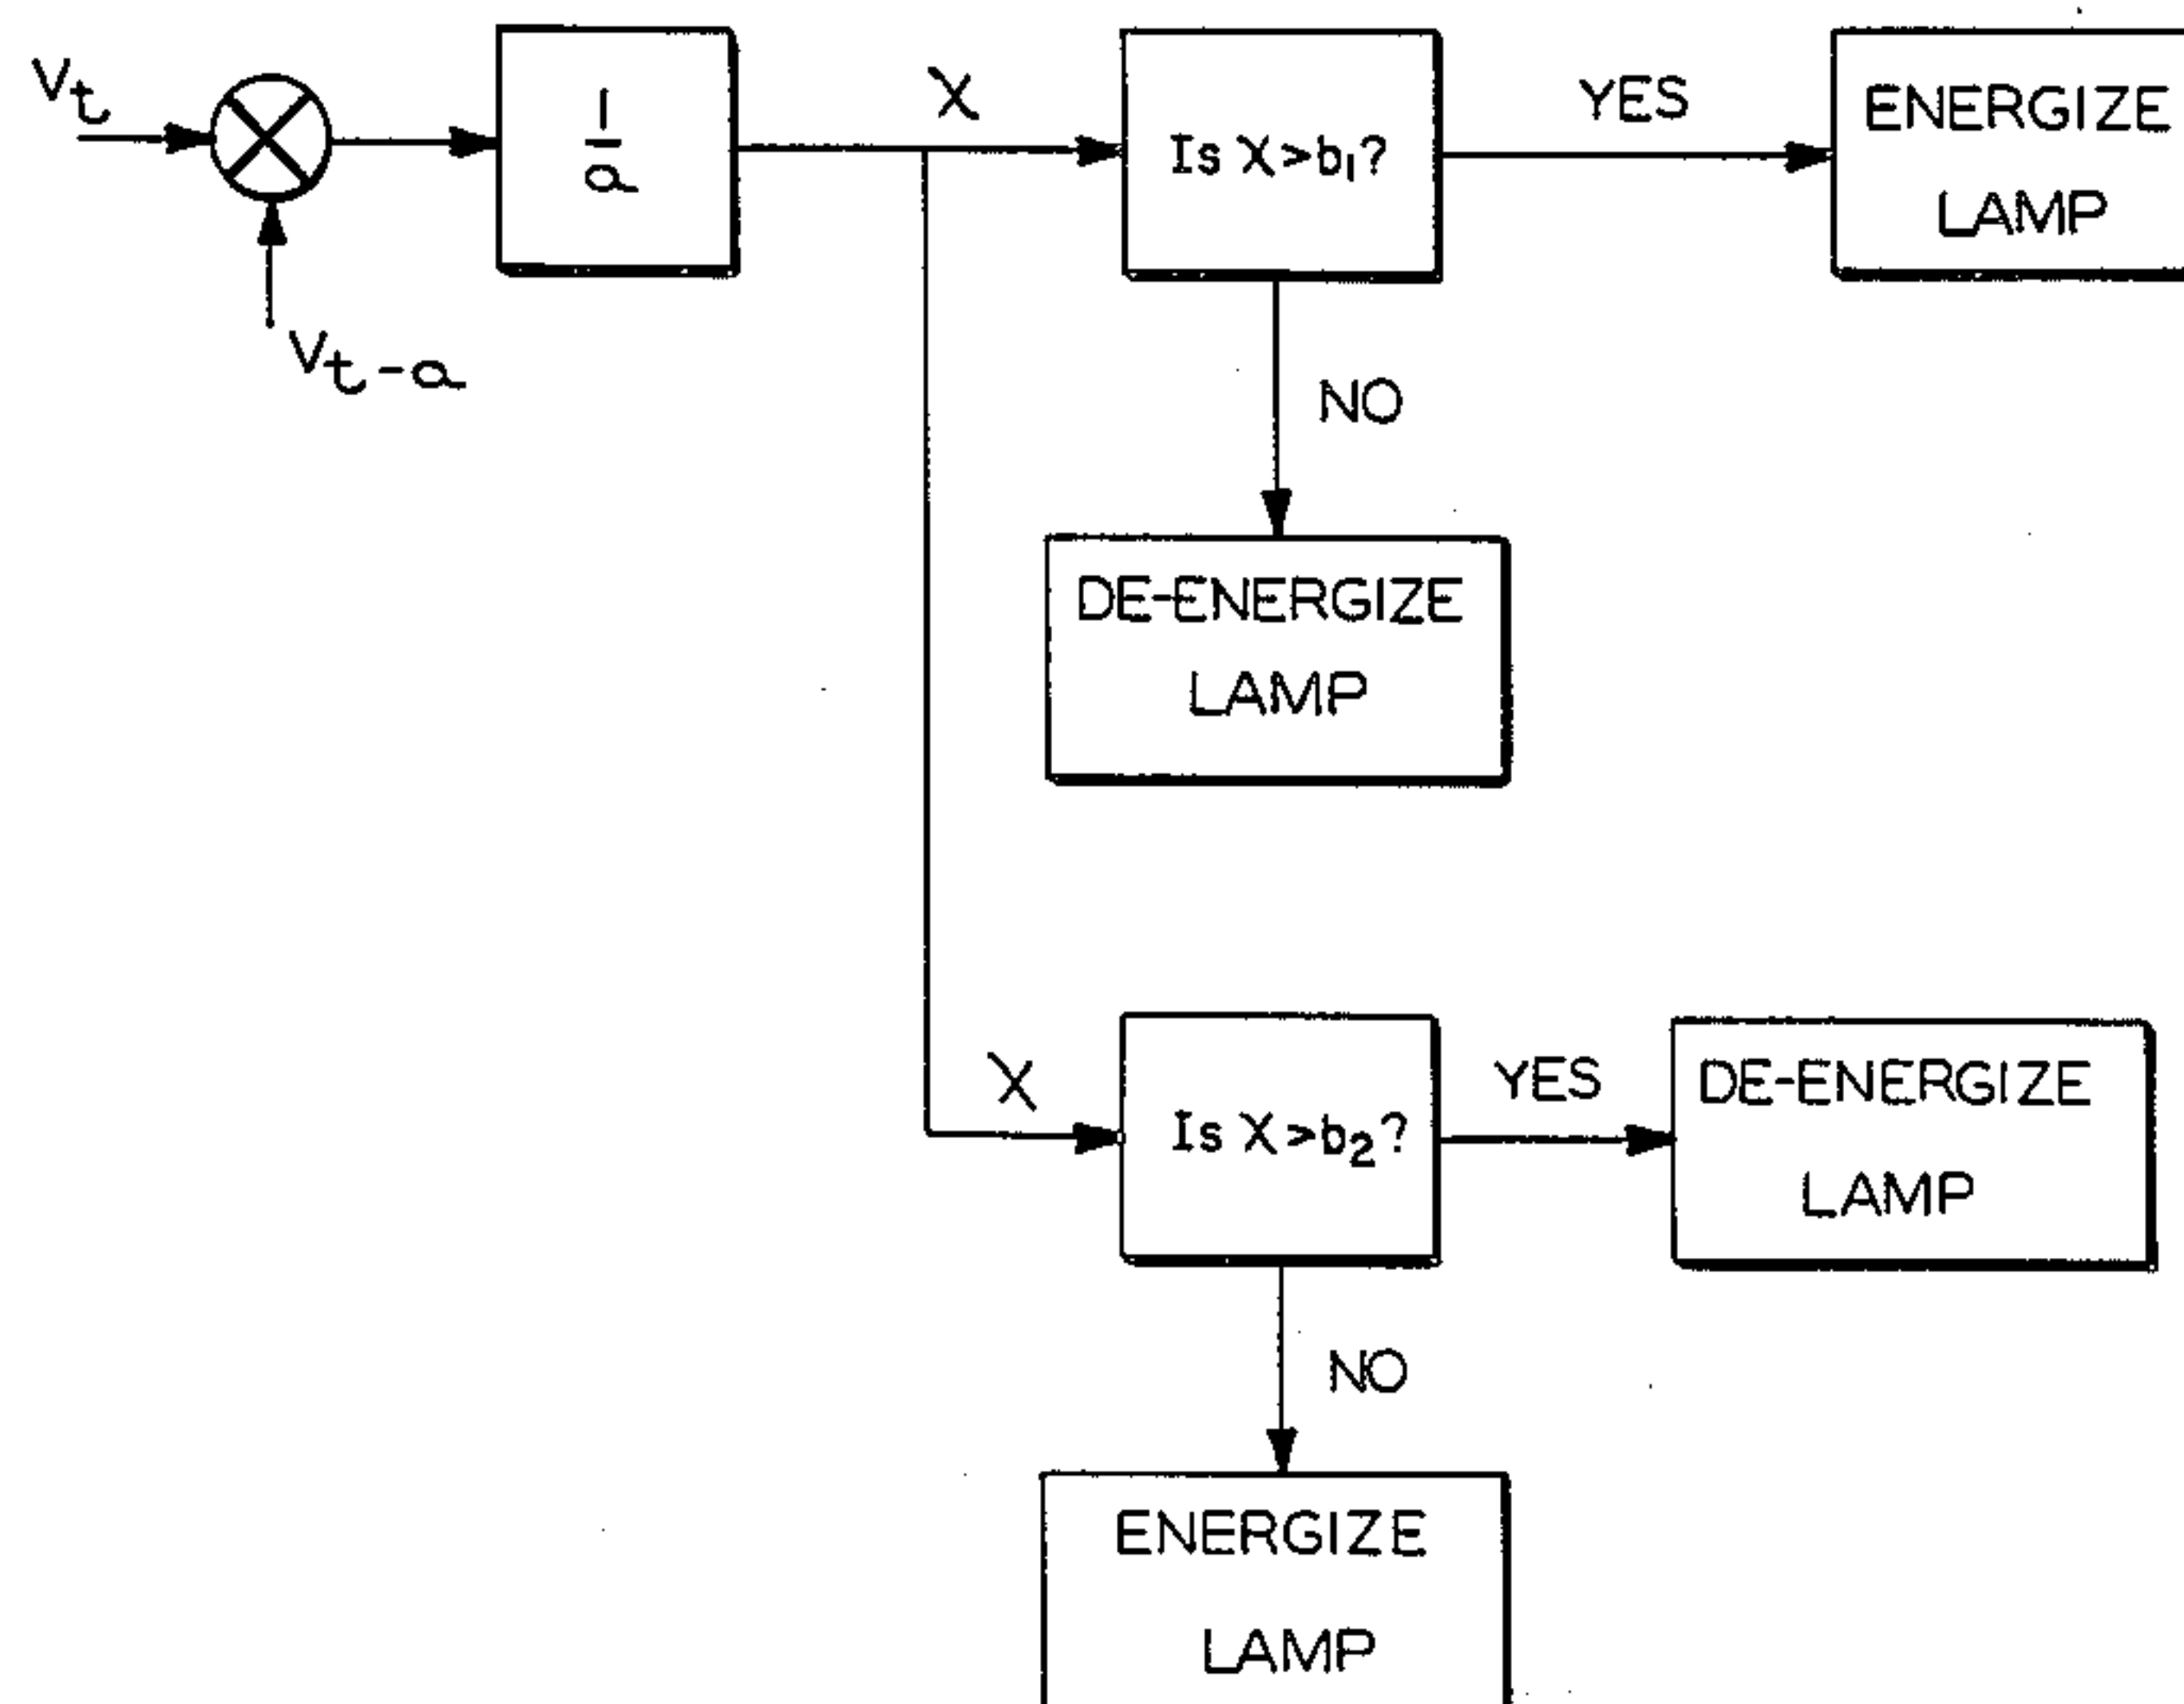 Vt
Vt-a
1
a
X
Is X>b1?
YES
ENERGIZE
LAMP
NO
DE-ENERGIZE
LAMP
X
Is X>b2?
YES
DE-ENERGIZE
LAMP
NO
ENERGIZE
LAMP